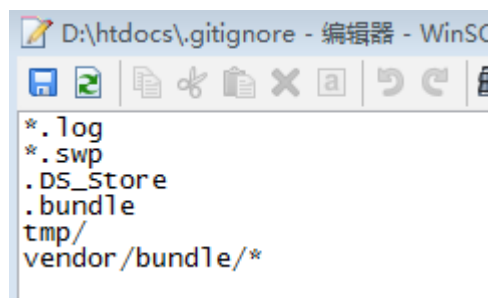 D:\htdocs\.gitignore - 编辑器 - WinSC
*.log
*.swp
.DS_Store
.bundle
tmp/
vendor/bundle/*